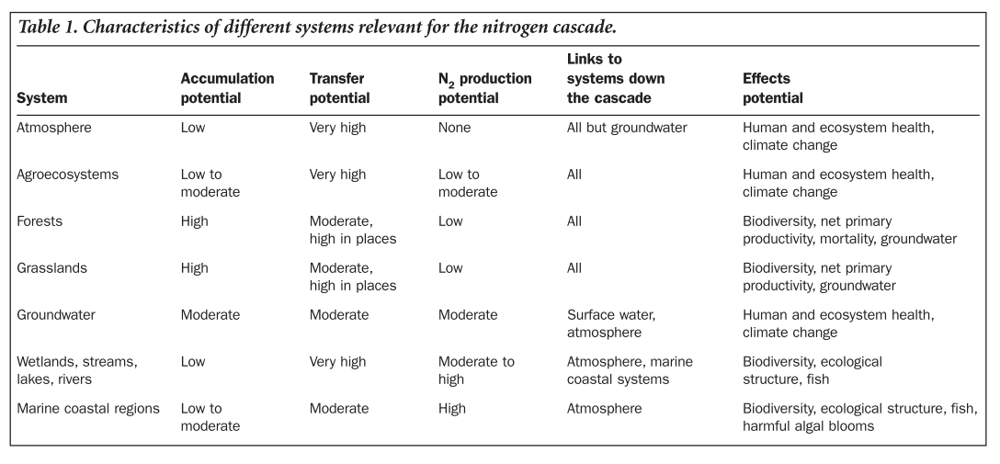 Table 1. Characteristics of different systems relevant for the nitrogen cascade.
System
Accumulation
potential
Transfer
potential
N2 production
potential
Links to
systems down
the cascade
Effects
potential
Atmosphere
Low
Very high
None
All but groundwater
Human and ecosystem health,
climate change
Agroecosystems
Low to
moderate
Very high
Low to
moderate
All
Human and ecosystem health,
climate change
Forests
High
Moderate,
high in places
Low
All
Biodiversity, net primary
productivity, mortality, groundwater
Grasslands
High
Moderate,
high in places
Low
All
Biodiversity, net primary
productivity, groundwater
Groundwater
Moderate
Moderate
Moderate
Surface water,
atmosphere
Human and ecosystem health,
climate change
Wetlands, streams,
lakes, rivers
Low
Very high
Moderate to
high
Atmosphere, marine
coastal systems
Biodiversity, ecological
structure, fish
Marine coastal regions
Low to
moderate
Moderate
High
Atmosphere
Biodiversity, ecological structure, fish,
harmful algal blooms